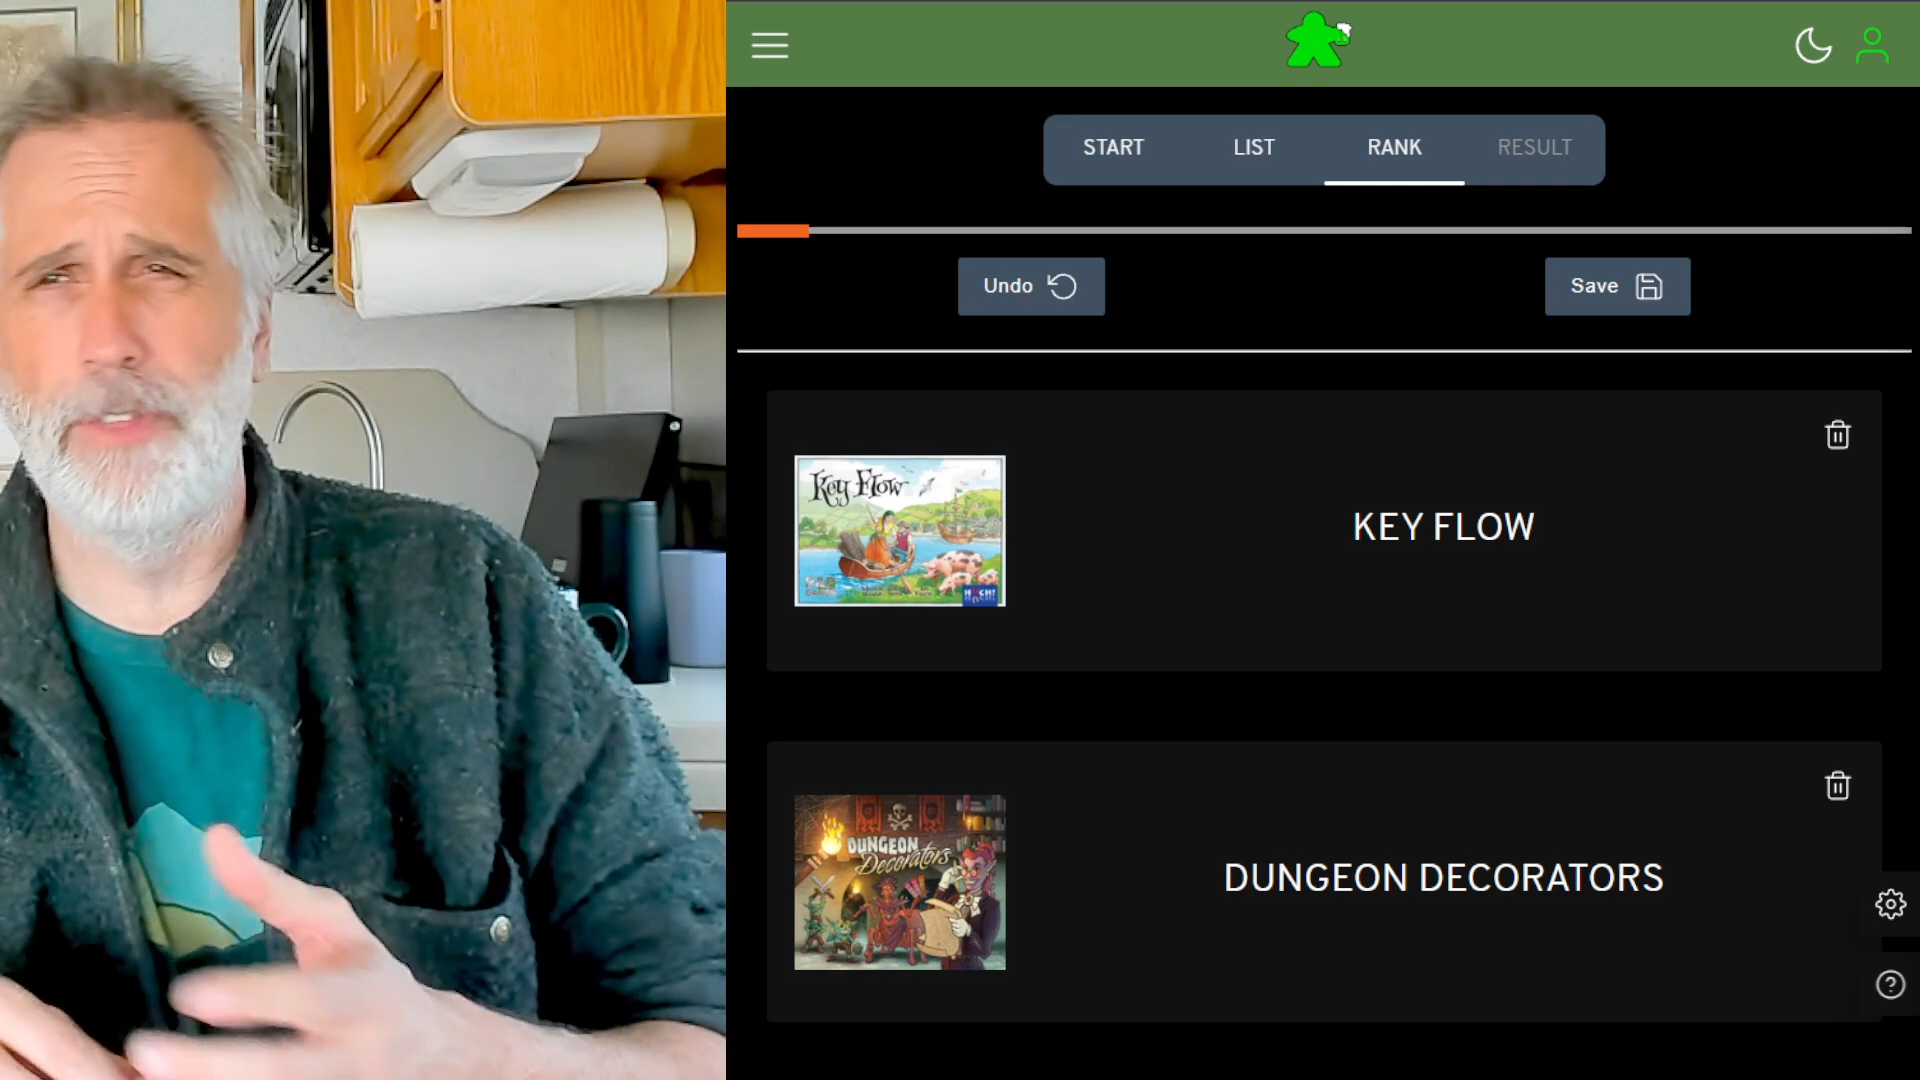 START
LIST
RANK
RESULT
Undo
Save
Key Flow
HUCH!
KEY FLOW
DUNGEON
Decorators
DUNGEON DECORATORS